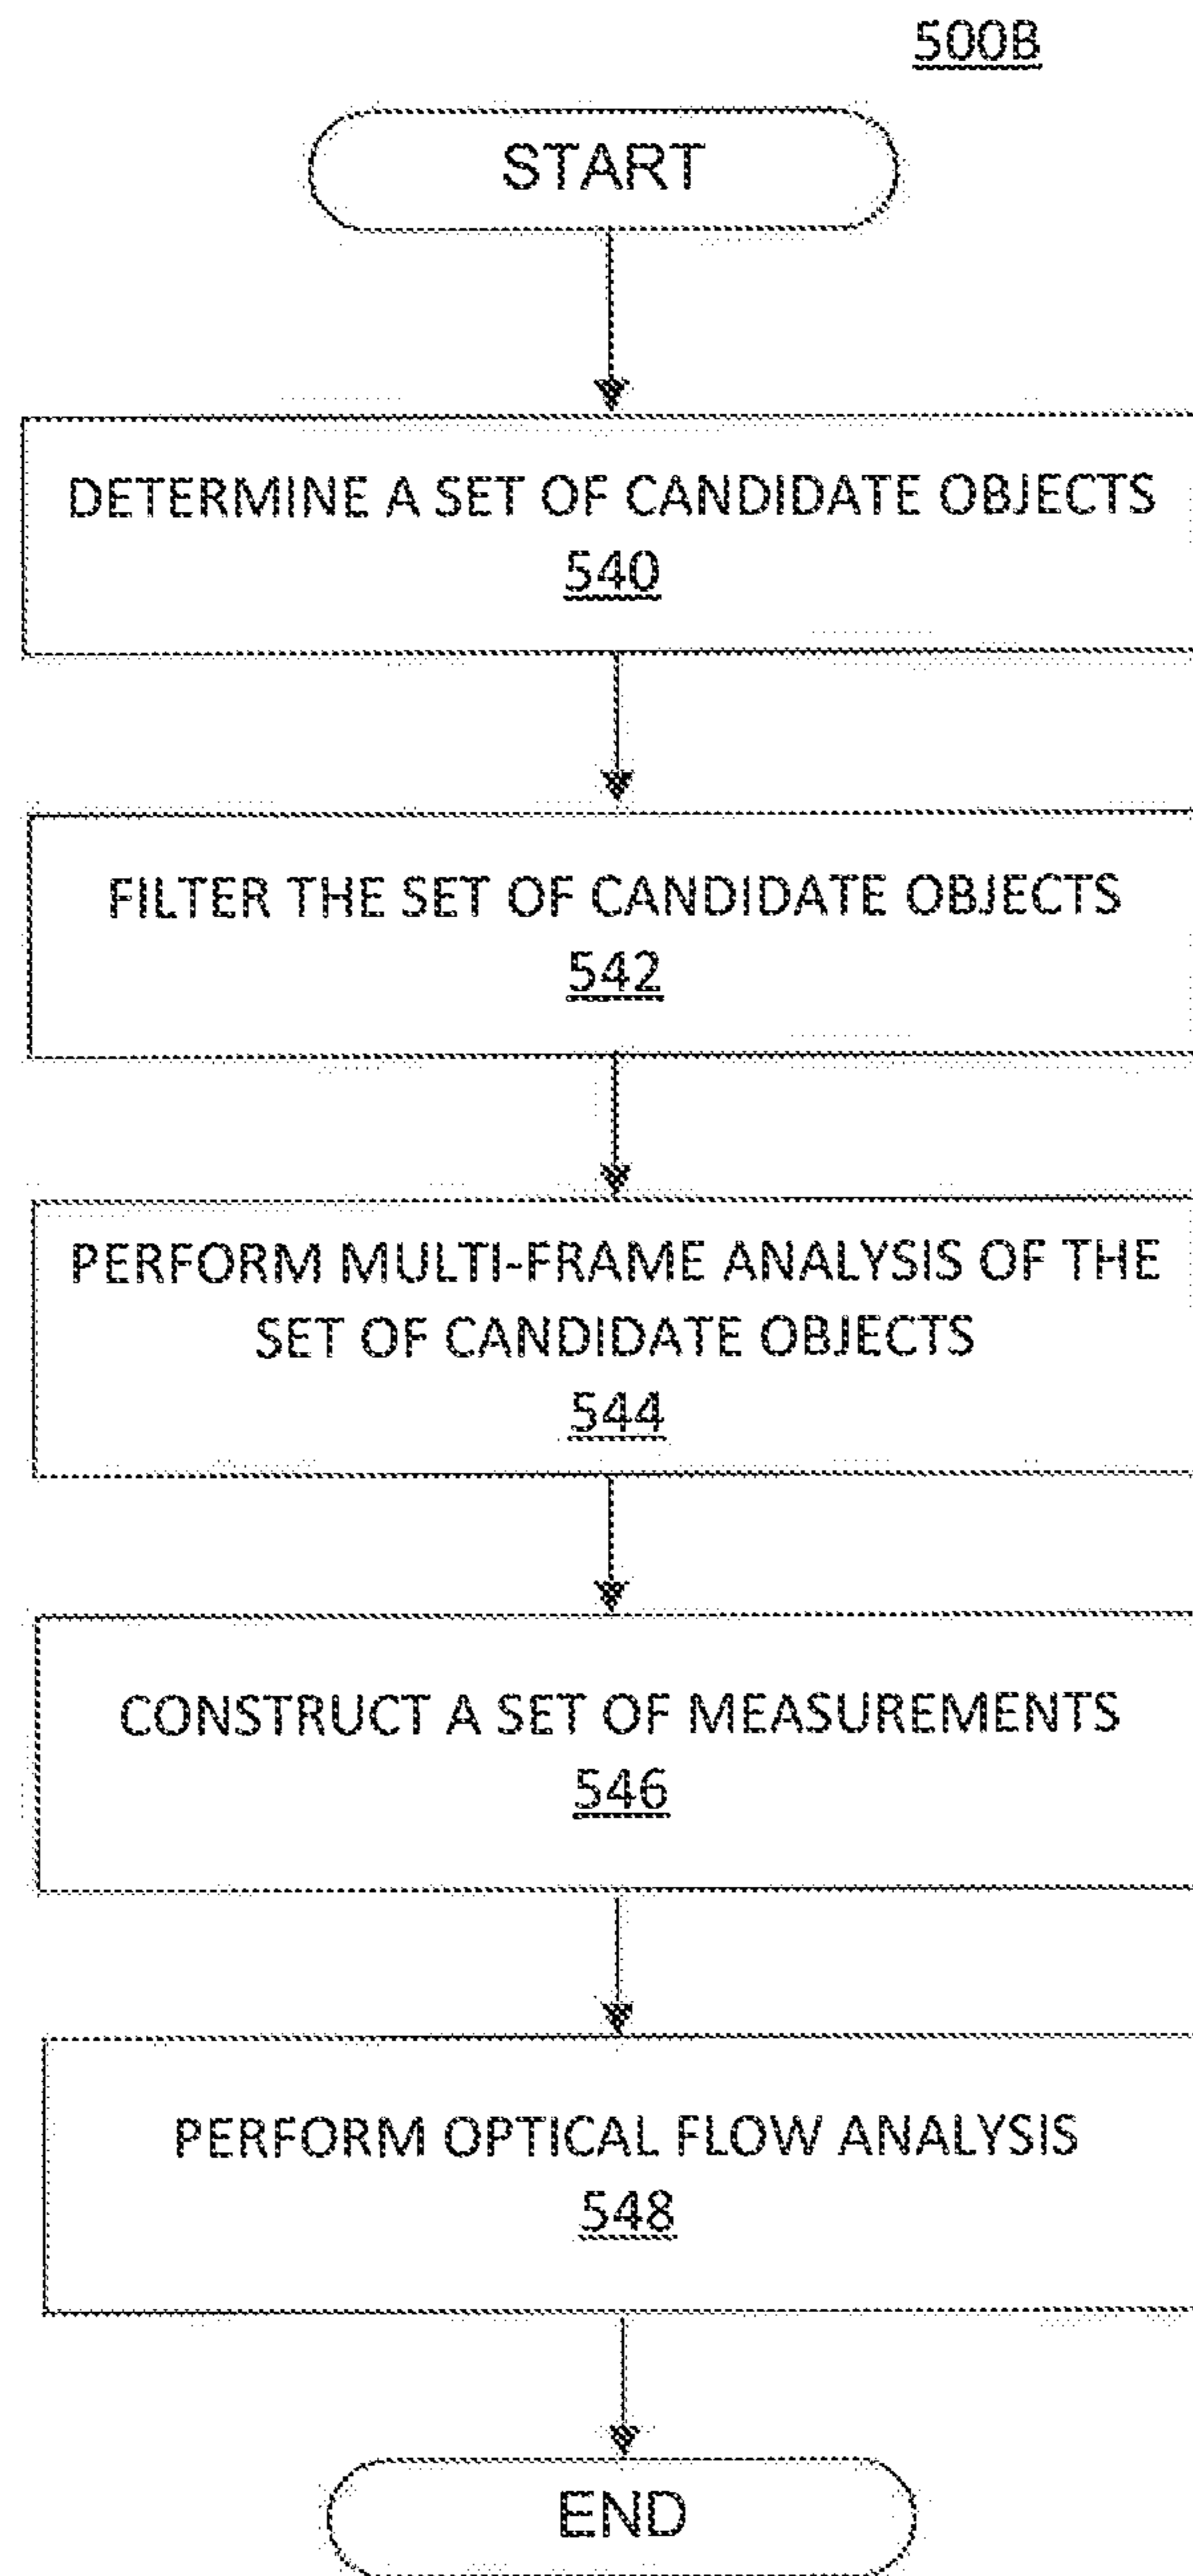 500B
START
DETERMINE A SET OF CANDIDATE OBJECTS
540
FILTER THE SET OF CANDIDATE OBJECTS
542
PERFORM MULTI-FRAME ANALYSIS OF THE
SET OF CANDIDATE OBJECTS
544
CONSTRUCT A SET OF MEASUREMENTS
546
PERFORM OPTICAL FLOW ANALYSIS
548
END